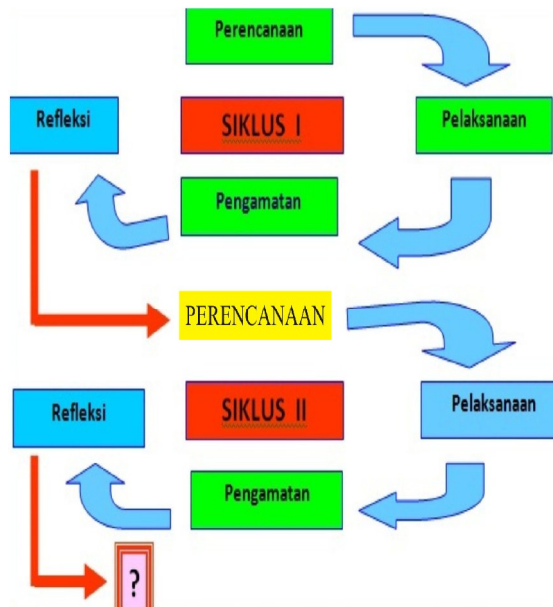 Perencanaan
Refleksi
SIKLUS I
Pelaksanaan
Pengamatan
PERENCANAAN
Refleksi
SIKLUS II
Pelaksanaan
Pengamatan
?